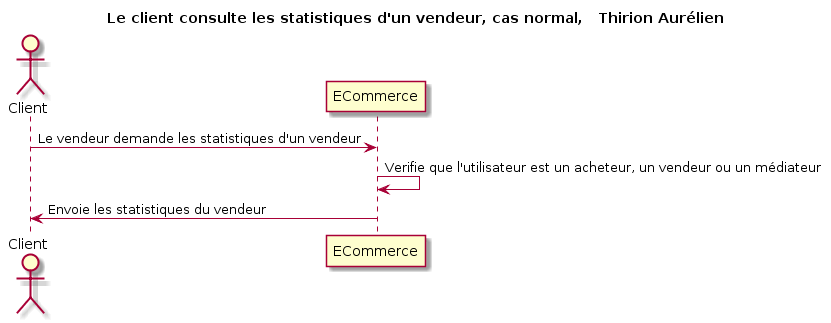 Le client consulte les statistiques d'un vendeur, cas normal, Thirion Aurélien
Client
ECommerce
Le vendeur demande les statistiques d'un vendeur
Verifie que l'utilisateur est un acheteur, un vendeur ou un médiateur
Envoie les statistiques du vendeur
Client
ECommerce